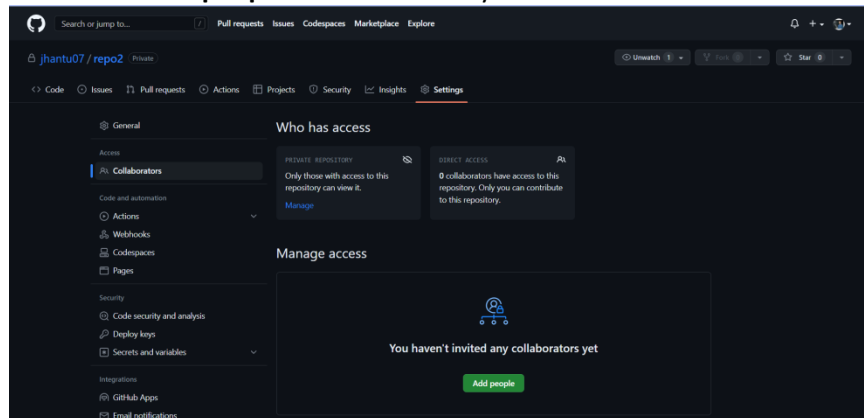 Search or jump to... /
Pull requests Issues Codespaces Marketplace Explore
jhantu07 / repo2 Private
Unwatch 1
Fork 0
Star 0
<> Code Issues Pull requests Actions Projects Security Insights Settings
General
Access
Collaborators
Code and automation
Actions
Webhooks
Codespaces
Pages
Security
Code security and analysis
Deploy keys
Secrets and variables
Integrations
GitHub Apps
Email notifications
Who has access
PRIVATE REPOSITORY
Only those with access to this
repository can view it.
Manage
DIRECT ACCESS
0 collaborators have access to this
repository. Only you can contribute
to this repository.
Manage access
You haven't invited any collaborators yet
Add people